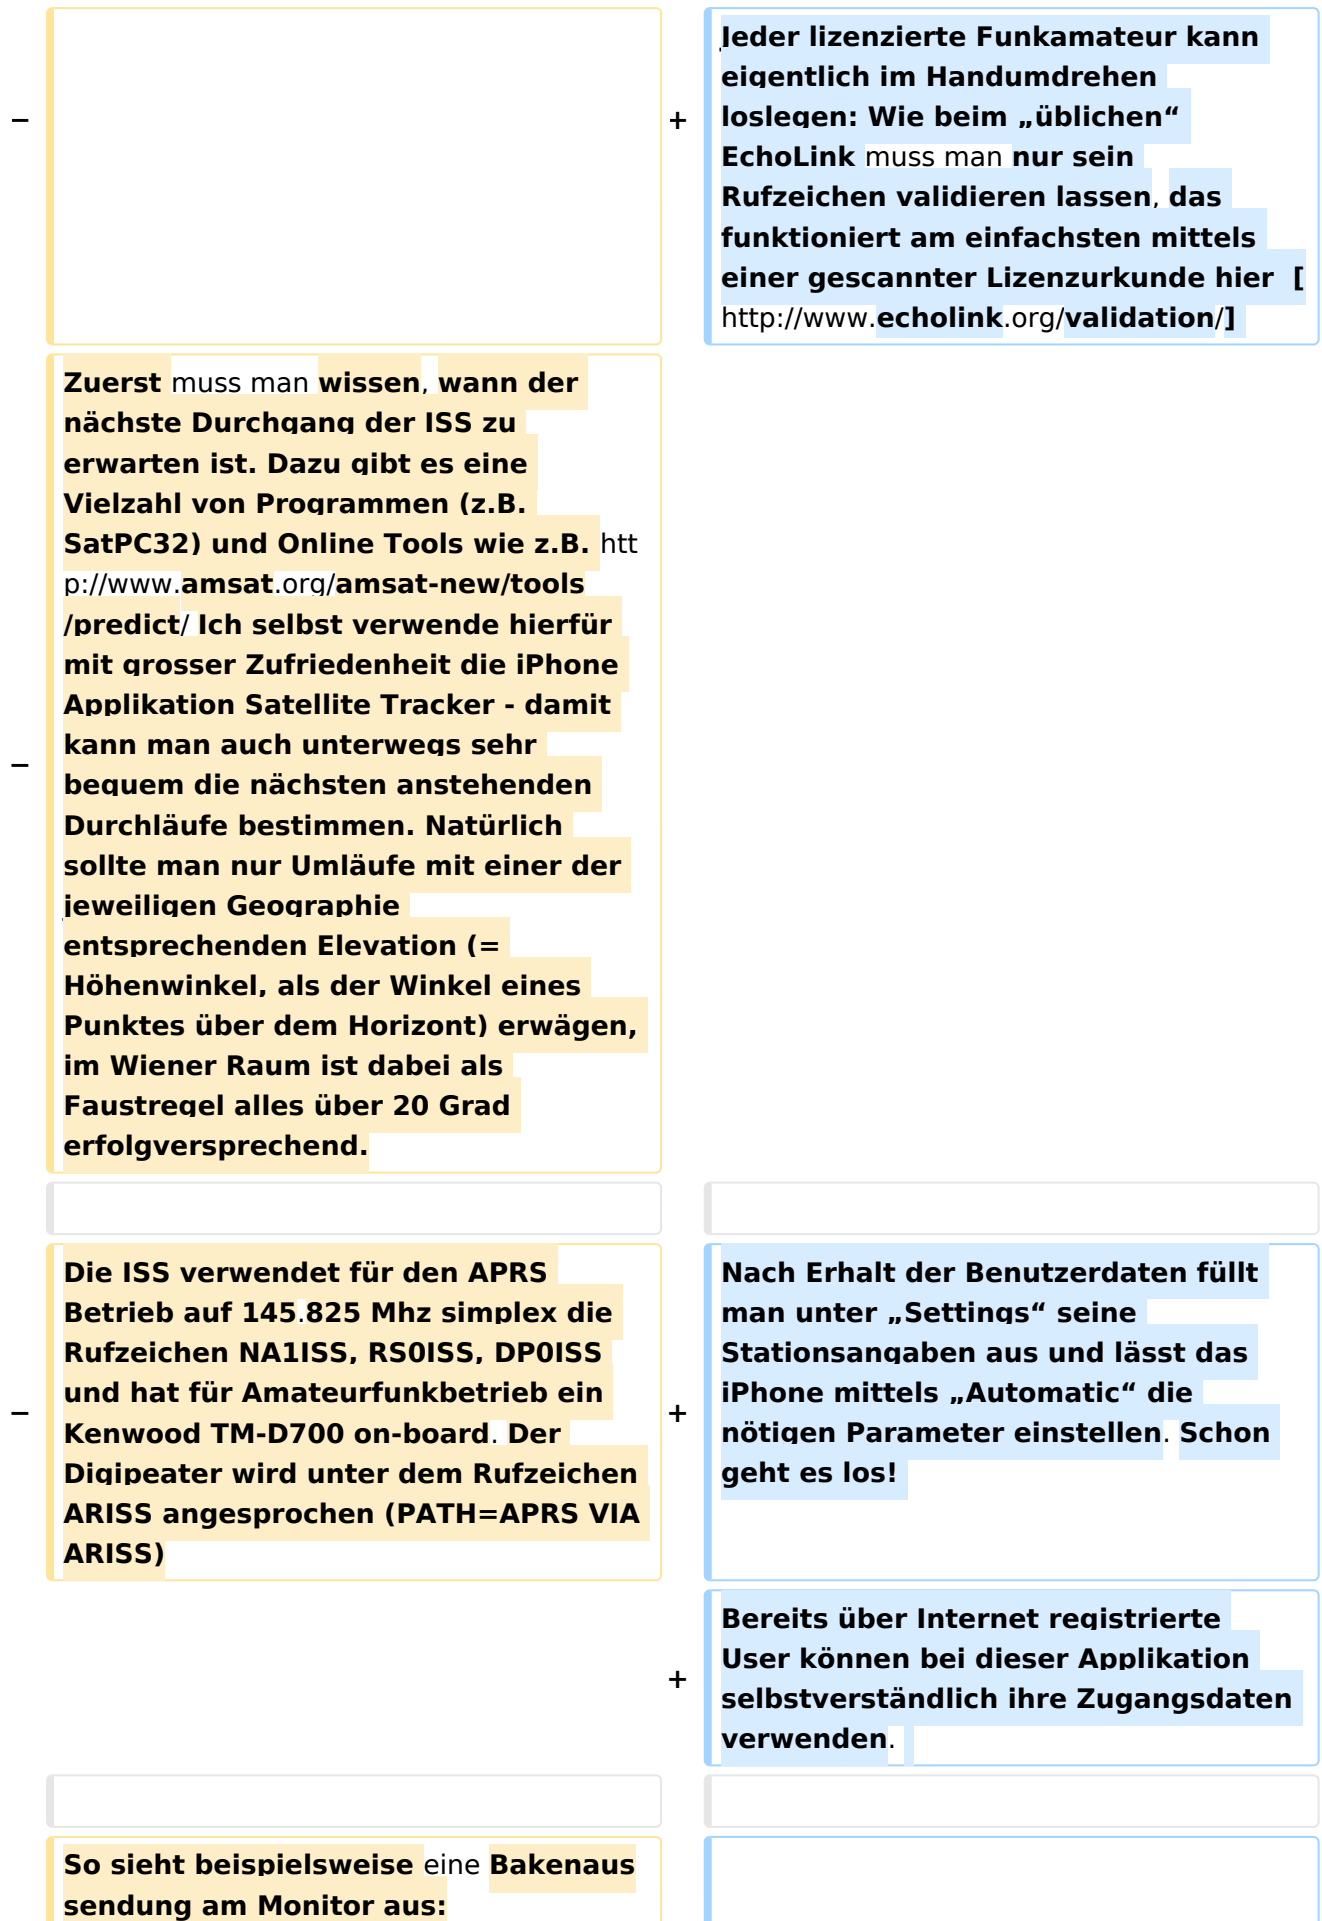 −
+
Jeder lizenzierte Funkamateur kann
eigentlich im Handumdrehen
loslegen: Wie beim „üblichen“
EchoLink muss man nur sein
Rufzeichen validieren lassen, das
funktioniert am einfachsten mittels
einer gescannter Lizenzurkunde hier [
http://www.echolink.org/validation/]
−
Zuerst muss man wissen, wann der
nächste Durchgang der ISS zu
erwarten ist. Dazu gibt es eine
Vielzahl von Programmen (z.B.
SatPC32) und Online Tools wie z.B. htt
p://www.amsat.org/amsat-new/tools
/predict/ Ich selbst verwende hierfür
mit grosser Zufriedenheit die iPhone
Applikation Satellite Tracker - damit
kann man auch unterwegs sehr
bequem die nächsten anstehenden
Durchläufe bestimmen. Natürlich
sollte man nur Umläufe mit einer der
jeweiligen Geographie
entsprechenden Elevation (=
Höhenwinkel, als der Winkel eines
Punktes über dem Horizont) erwägen,
im Wiener Raum ist dabei als
Faustregel alles über 20 Grad
erfolgversprechend.
−
Die ISS verwendet für den APRS
Betrieb auf 145.825 Mhz simplex die
Rufzeichen NA1ISS, RS0ISS, DP0ISS
und hat für Amateurfunkbetrieb ein
Kenwood TM-D700 on-board. Der
Digipeater wird unter dem Rufzeichen
ARISS angesprochen (PATH=APRS VIA
ARISS)
+
Nach Erhalt der Benutzerdaten füllt
man unter „Settings“ seine
Stationsangaben aus und lässt das
iPhone mittels „Automatic“ die
nötigen Parameter einstellen. Schon
geht es los!
+
Bereits über Internet registrierte
User können bei dieser Applikation
selbstverständlich ihre Zugangsdaten
verwenden.
So sieht beispielsweise eine Bakenaus
sendung am Monitor aus: